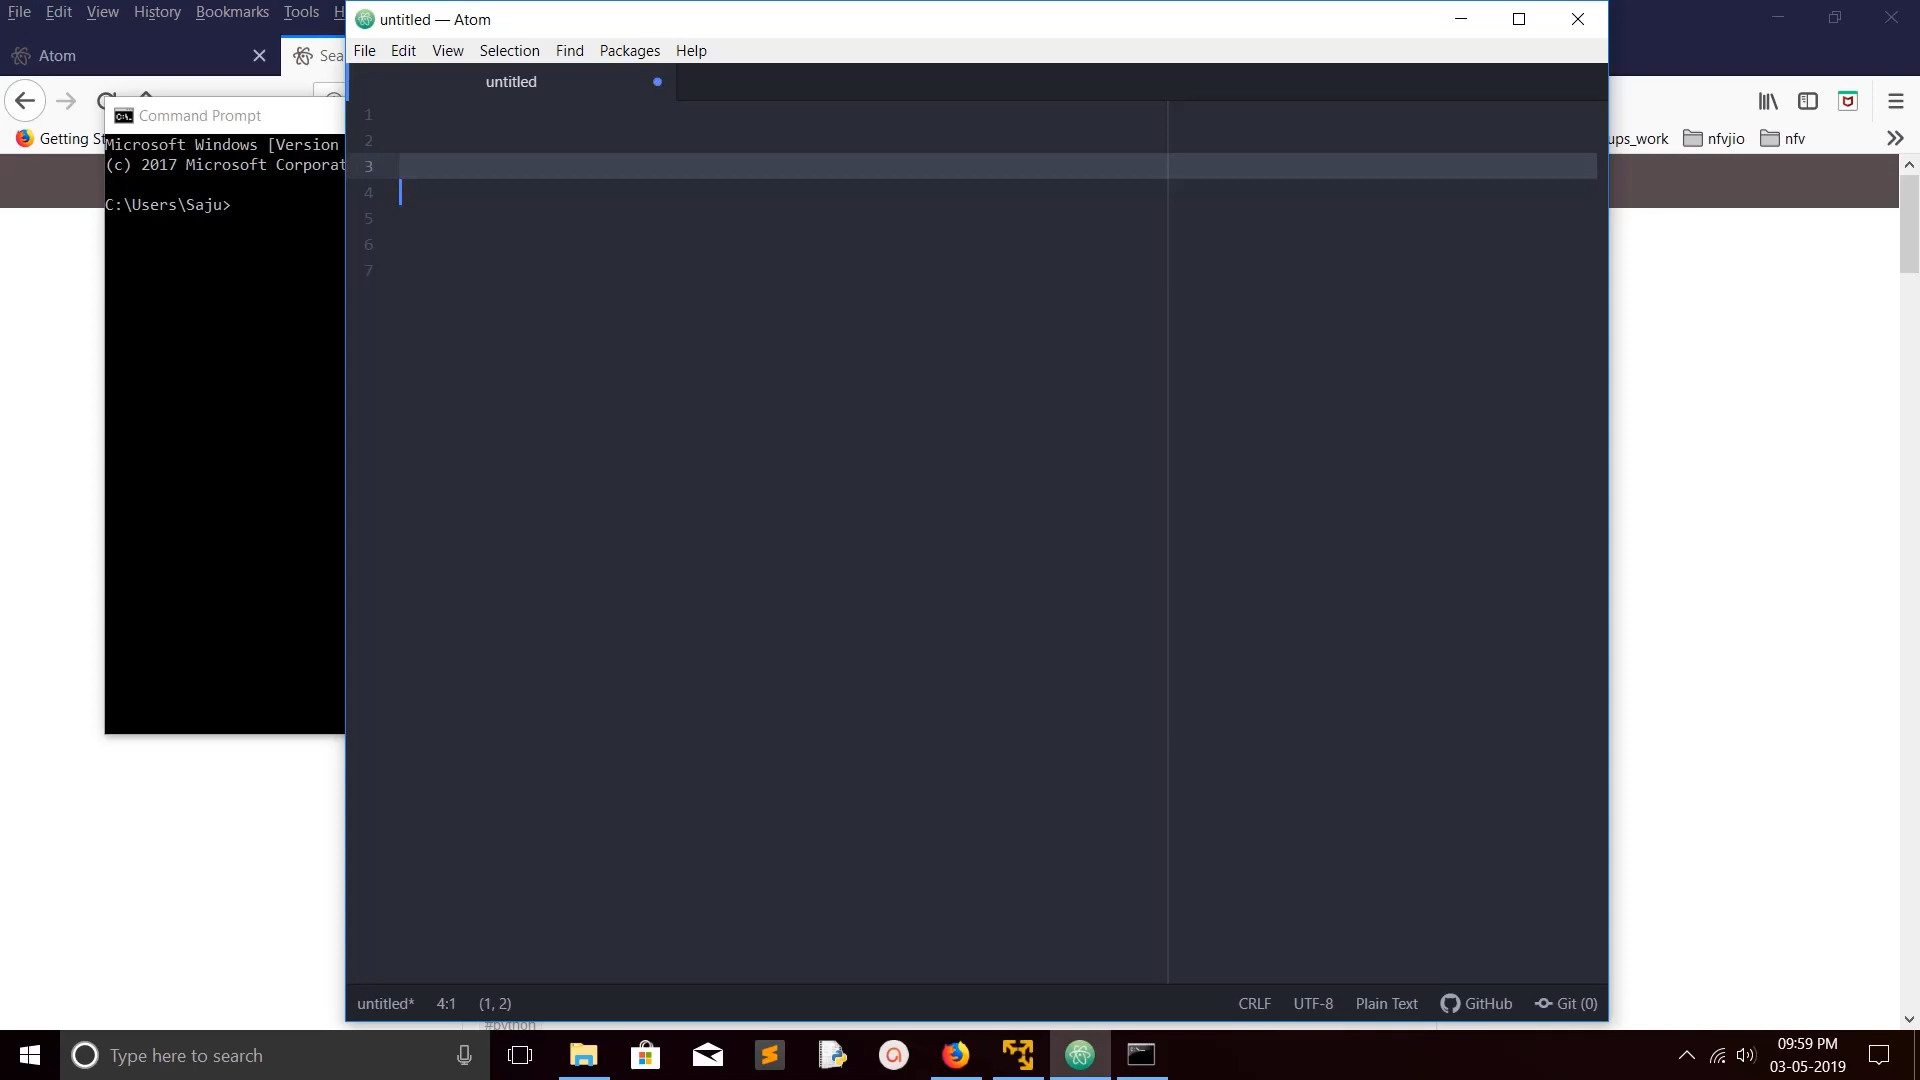 File Edit View History Bookmarks Tools H
untitled — Atom
Atom
Sea
File Edit View Selection Find Packages Help
untitled
Getting St
ups_work nfvjio nfv
Command Prompt
Microsoft Windows [Version
(c) 2017 Microsoft Corporat
C:\Users\Saju>
1
2
3
4
5
6
7
untitled* 4:1 (1, 2) CRLF UTF-8 Plain Text GitHub Git (0)
#python
Type here to search
09:59 PM
03-05-2019